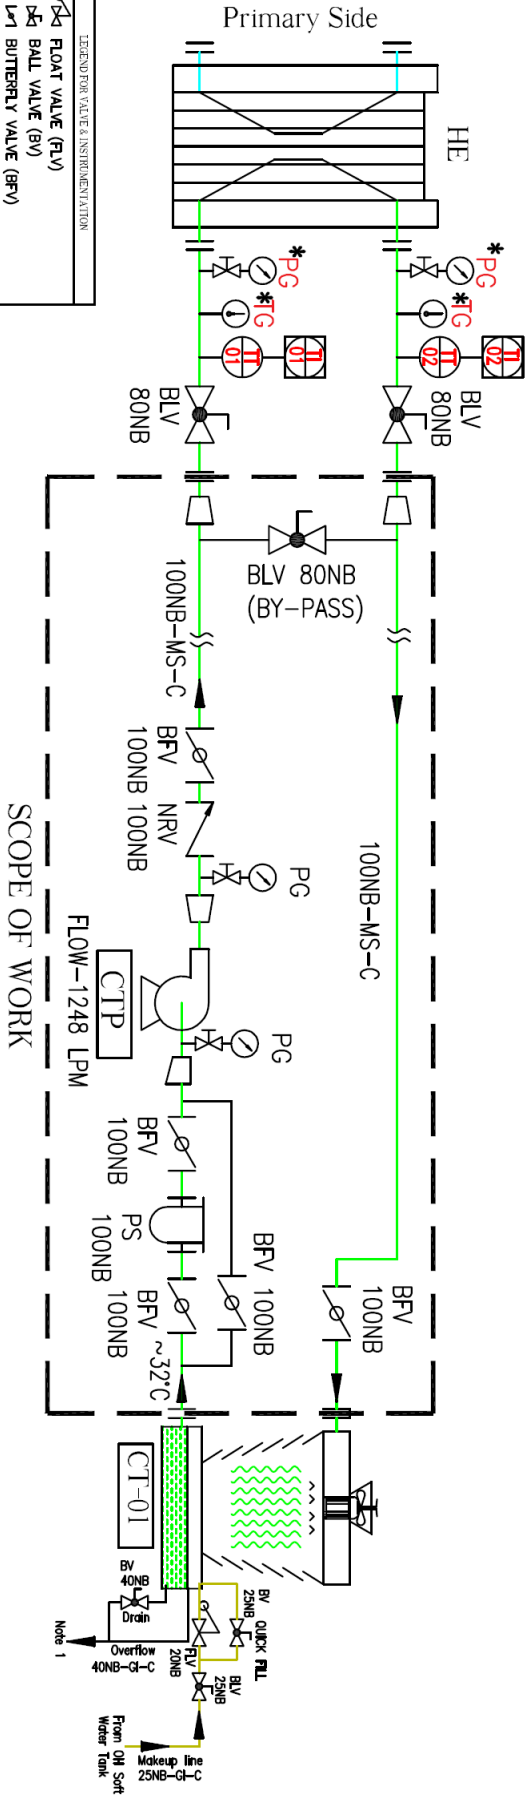 Primary Side
HE
LEGEND FOR VALVE & INSTRUMENTATION
FLOAT VALVE (FLV)
BALL VALVE (BV)
BUTTERFLY VALVE (BFV)
*PG
*TG
TT
01
TI
01
*PG
*TG
TT
02
TI
02
BLV
80NB
BLV
80NB
BLV 80NB
(BY-PASS)
100NB-MS-C
BFV
100NB
NRV
100NB
PG
CTP
FLOW-1248 LPM
PG
100NB-MS-C
SCOPE OF WORK
BFV
100NB
PS
100NB
BFV
100NB
BFV 100NB
~32°C
BFV
100NB
CT-01
BV
40NB
Drain
Overflow
40NB-GI-C
Note 1
BV
25NB
QUICK FILL
FLV
20NB
BLV
25NB
Makeup line
25NB-GI-C
From OH Soft
Water Tank